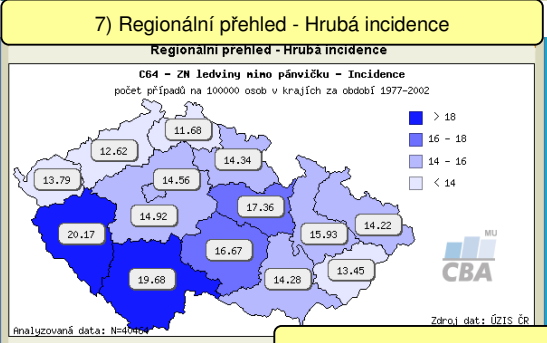 7) Regionální přehled - Hrubá incidence
Regionální přehled - Hrubá incidence
C64 - ZN ledviny mimo pánvičku - Incidence
počet případů na 100000 osob v krajích za období 1977-2002
> 18
16 - 18
14 - 16
< 14
11.68
12.62
14.34
13.79
14.56
17.36
14.92
14.22
20.17
15.93
16.67
13.45
19.68
14.28
MU
CBA
Zdroj dat: ÚZIS ČR
Analyzovaná data: N=40464